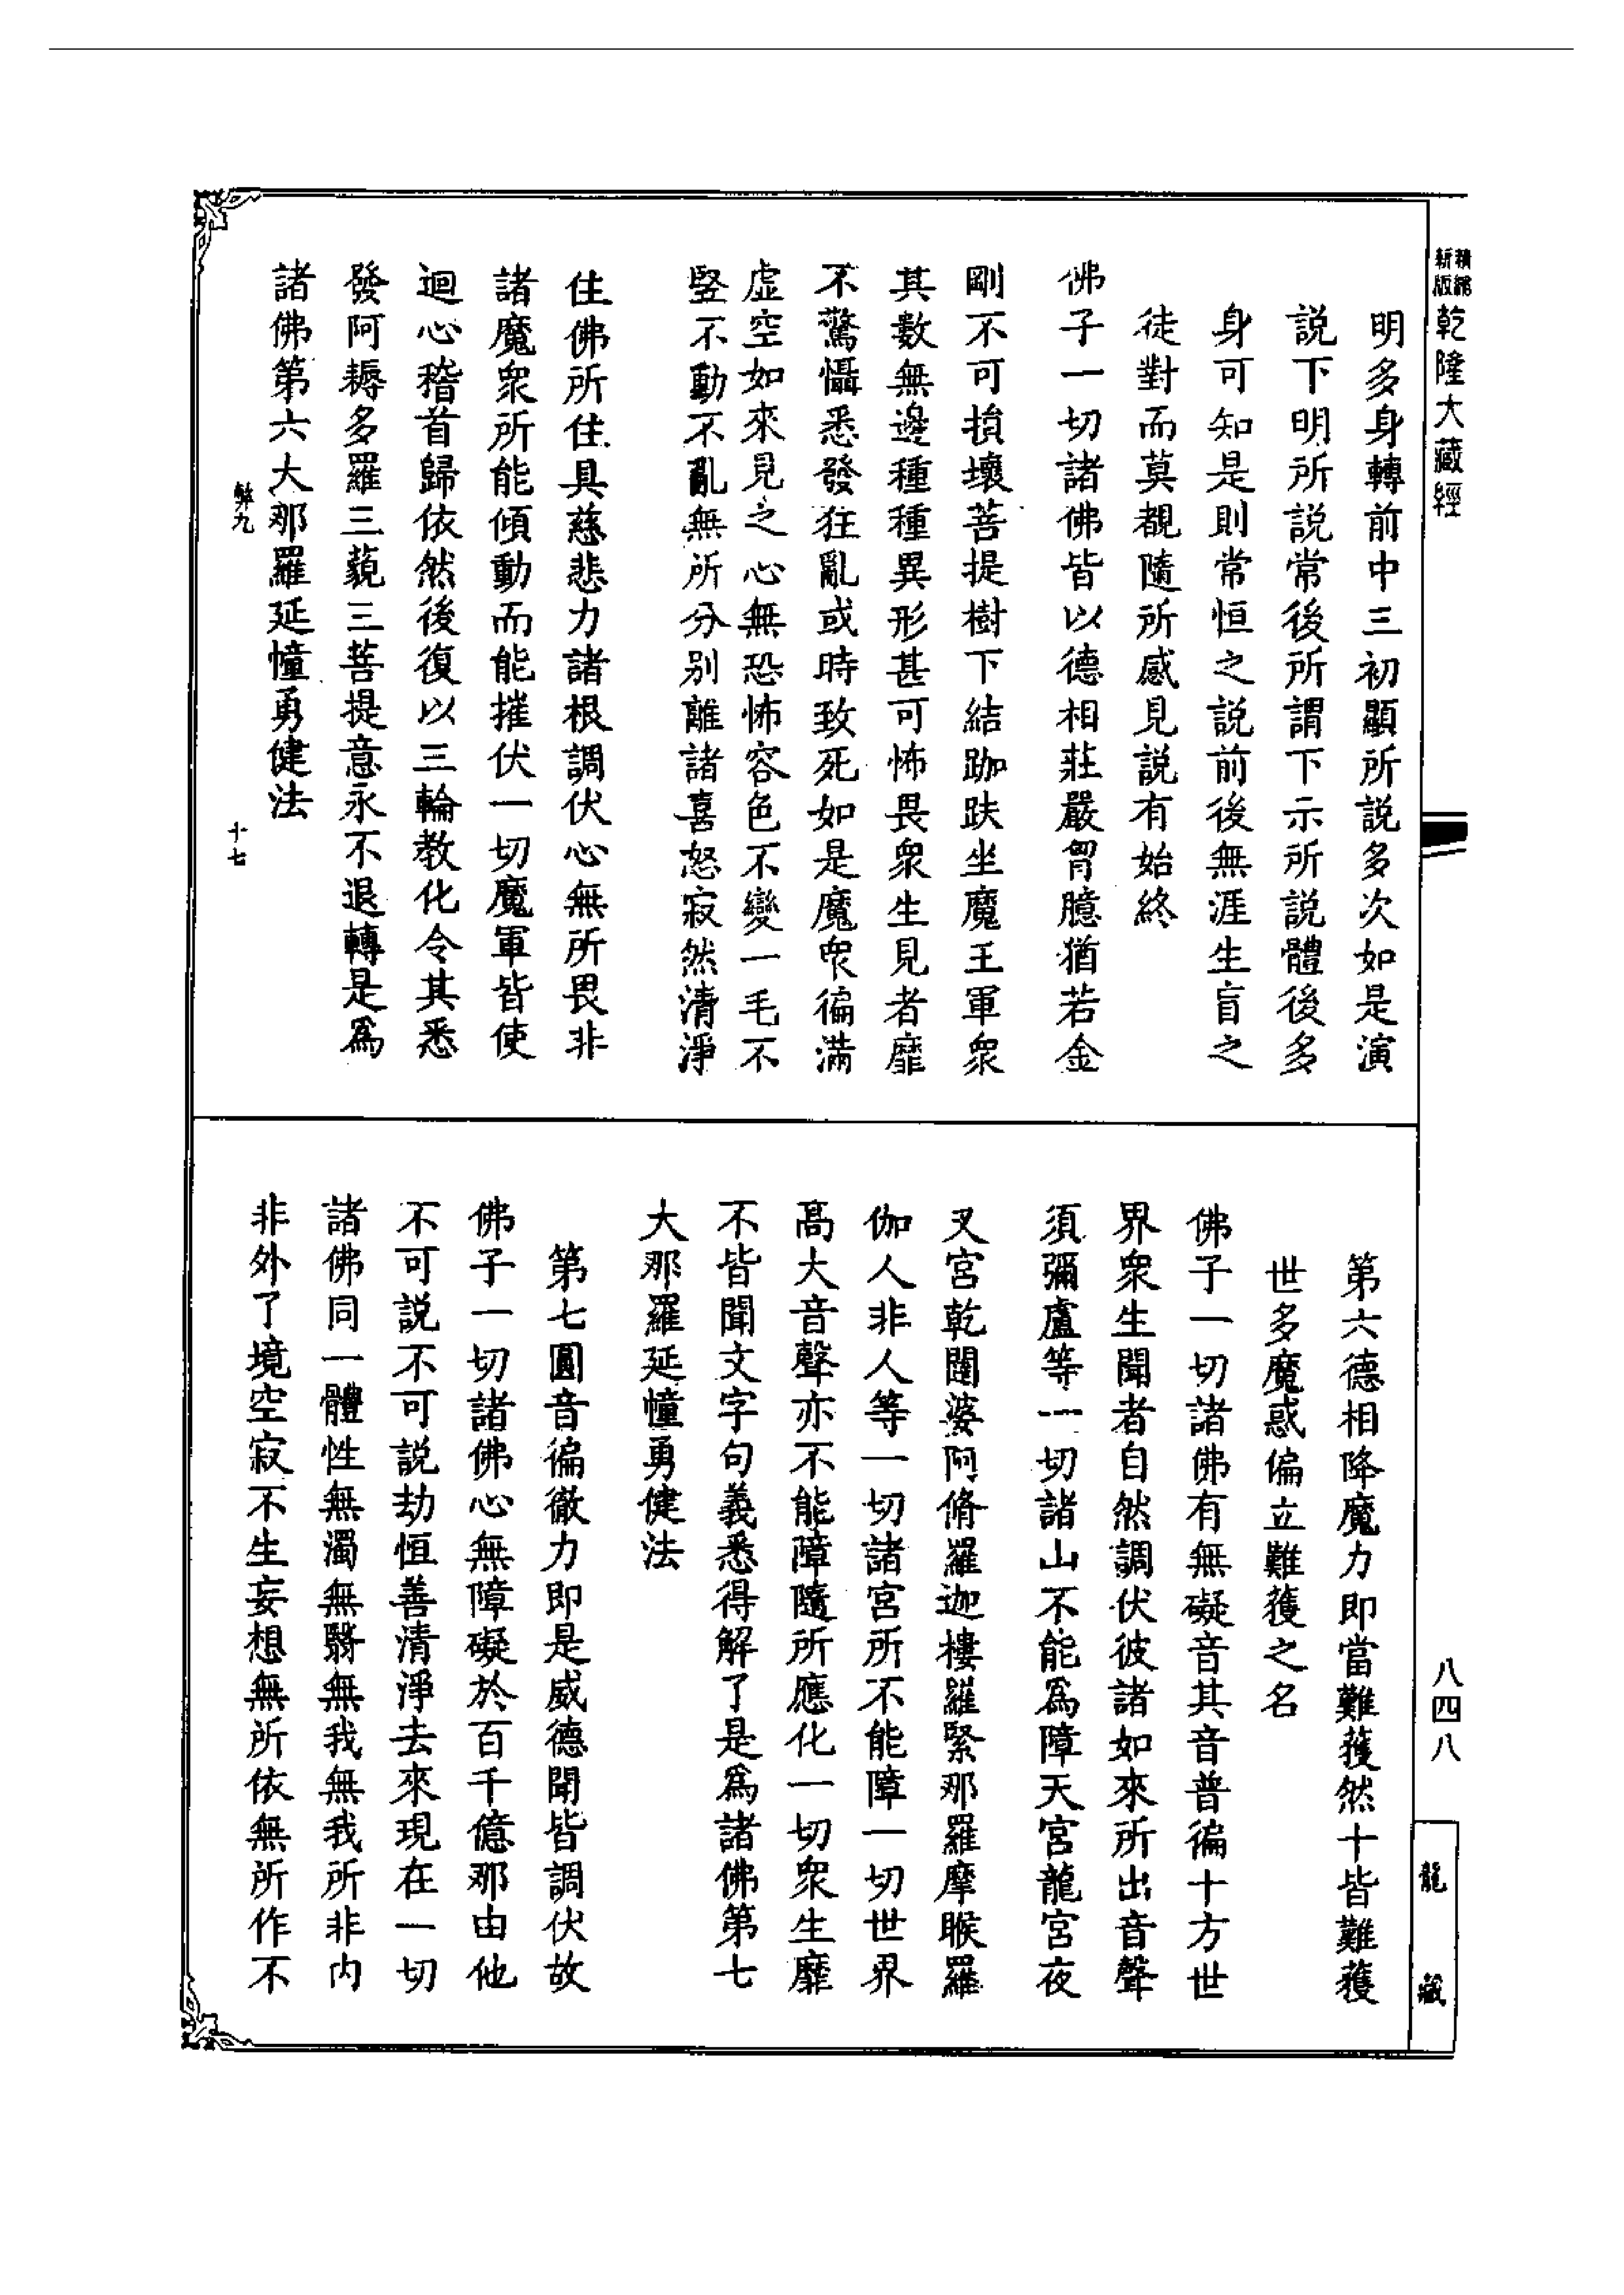 精縮新版乾隆大藏經
明多身轉前中三初顯所説多次如是演
説下明所説常後所謂下示所説體後多
身可知是則常恒之説前後無涯生盲之
徒對而莫覩隨所感見説有始終
佛子一切諸佛皆以德相莊嚴胷臆猶若金
剛不可損壞菩提樹下結跏趺坐魔王軍衆
其數無邊種種異形甚可怖畏衆生見者靡
不驚懾悉發狂亂或時致死如是魔衆徧滿
虛空如來見之心無恐怖容色不變一毛不
竪不動不亂無所分别離諸喜怒寂然清淨
住佛所住具慈悲力諸根調伏心無所畏非
諸魔衆所能傾動而能摧伏一切魔軍皆使
迴心稽首歸依然後復以三輪教化令其悉
發阿耨多羅三藐三菩提意永不退轉是爲
諸佛第六大那羅延幢勇健法
弊九
十七
第六德相降魔力即當難獲然十皆難獲
世多魔惑偏立難獲之名
佛子一切諸佛有無礙音其音普徧十方世
界衆生聞者自然調伏彼諸如來所出音聲
須彌盧等一切諸山不能爲障天宮龍宮夜
叉宮乾闥婆阿脩羅迦樓羅緊那羅摩睺羅
伽人非人等一切諸宮所不能障一切世界
高大音聲亦不能障隨所應化一切衆生靡
不皆聞文字句義悉得解了是爲諸佛第七
大那羅延幢勇健法
第七圓音徧徹力即是威德聞皆調伏故
佛子一切諸佛心無障礙於百千億那由他
不可説不可説劫恒善清淨去來現在一切
諸佛同一體性無濁無翳無我無我所非内
非外了境空寂不生妄想無所依無所作不
八四八
龍藏